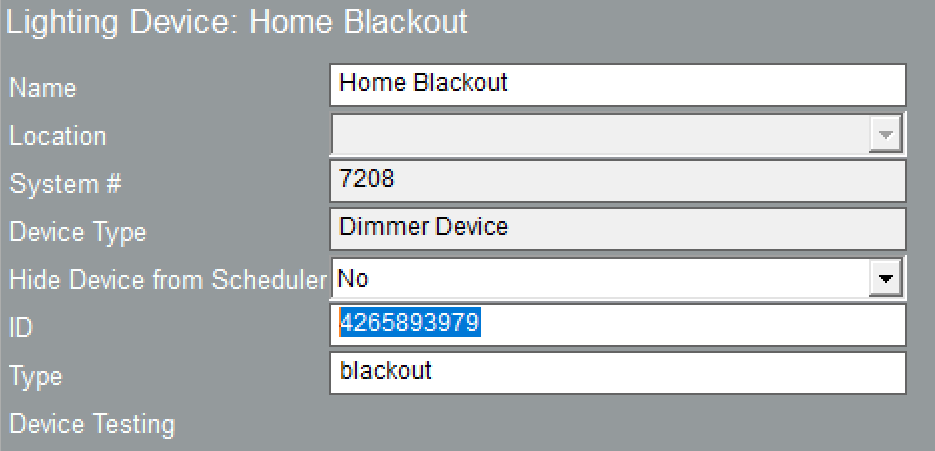 Lighting Device: Home Blackout
Name Home Blackout
Location
System # 7208
Device Type Dimmer Device
Hide Device from Scheduler No
ID 4265893979
Type blackout
Device Testing